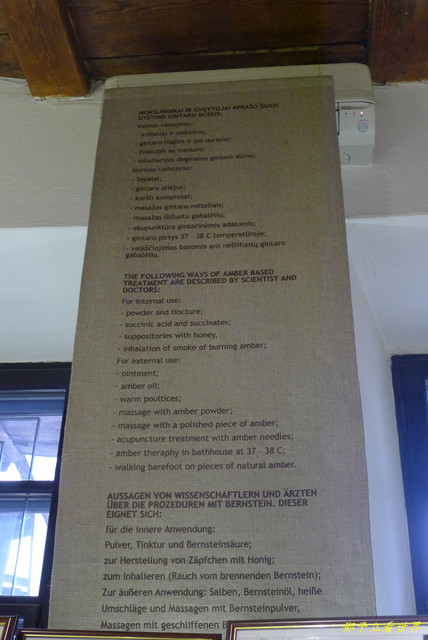 MOKSLININKAI IR GYDYTOJAI APRAŠO ŠIUOS
GYDYMO GINTARU BŪDUS:
Vidinio vartojimo:
- milteliai ir tinktūros;
- gintaro rūgštis ir jos dariniai;
- žvakutės su medumi;
- inhaliacijos deginamo gintaro dūmų;
Išorinio vartojimo:
- tepalai;
- gintaro aliejus;
- karšti kompresai;
- masažas gintaro milteliais;
- masažas šlifuotu gabalėliu;
- akupunktūra gintarinėmis adatomis;
- gintaro pirtys 37 - 38 C temperatūroje;
- vaikščiojimas basomis ant nešlifuotų gintaro
gabalėlių.
THE FOLLOWING WAYS OF AMBER BASED
TREATMENT ARE DESCRIBED BY SCIENTIST AND
DOCTORS:
For internal use:
- powder and tincture;
- succinic acid and succinates;
- suppositories with honey,
- inhalation of smoke of burning amber;
For external use:
- ointment;
- amber oil;
- warm poultices;
- massage with amber powder;
- massage with a polished piece of amber;
- acupuncture treatment with amber needles;
- amber theraphy in bathhouse at 37 - 38 C;
- walking barefoot on pieces of natural amber.
AUSSAGEN VON WISSENSCHAFTLERN UND ÄRZTEN
ÜBER DIE PROZEDUREN MIT BERNSTEIN. DIESER
EIGNET SICH:
für die innere Anwendung:
Pulver, Tinktur und Bernsteinsäure;
zur Herstellung von Zäpfchen mit Honig;
zum Inhalieren (Rauch vom brennenden Bernstein);
Zur äußeren Anwendung: Salben, Bernsteinöl, heiße
Umschläge und Massagen mit Bernsteinpulver,
Massagen mit geschliffenen